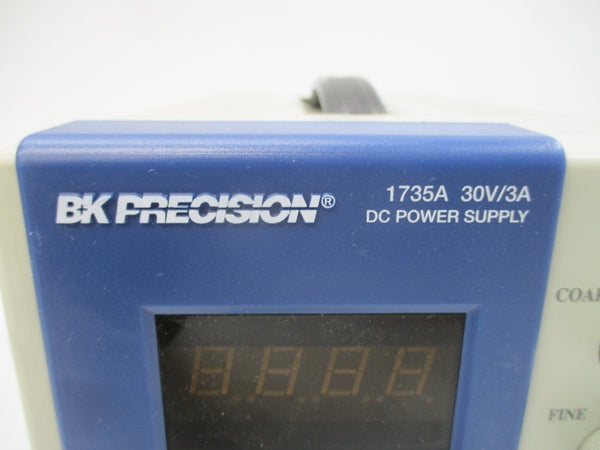 BK PRECISION®
1735A 30V/3A
DC POWER SUPPLY
FINE